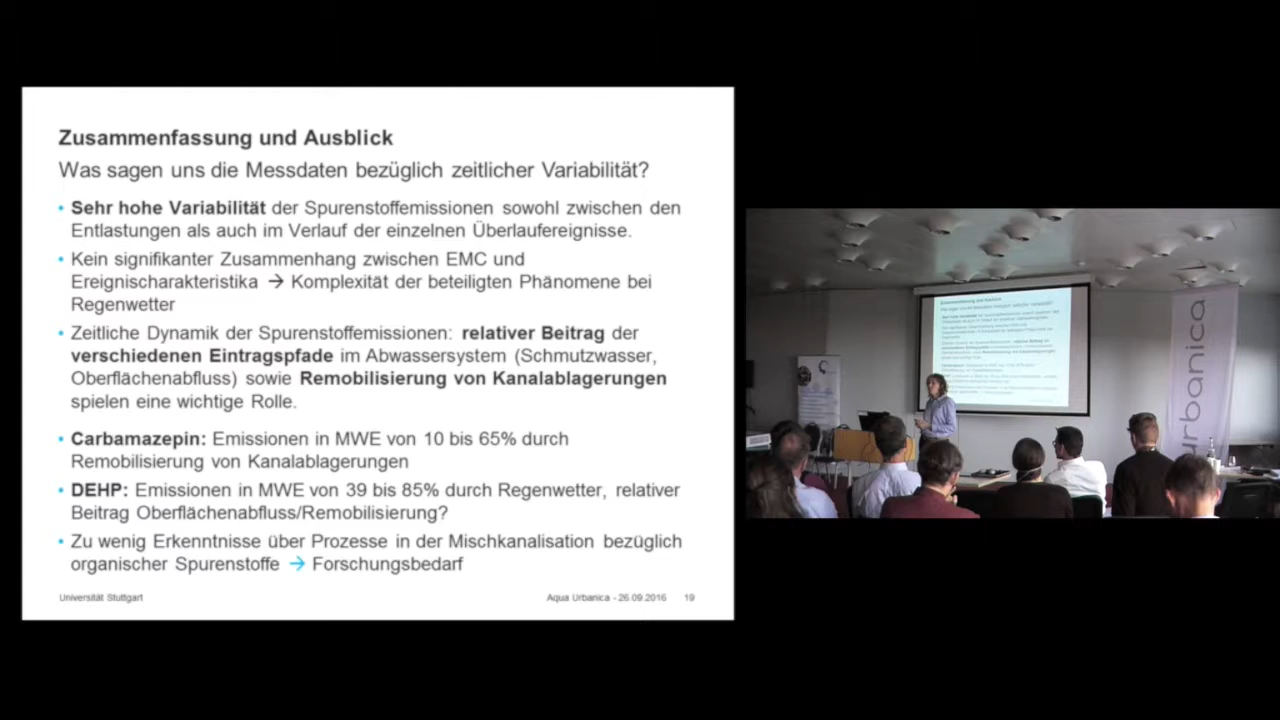 Zusammenfassung und Ausblick
Was sagen uns die Messdaten bezüglich zeitlicher Variabilität?
• Sehr hohe Variabilität der Spurenstoffemissionen sowohl zwischen den
Entlastungen als auch im Verlauf der einzelnen Überlaufereignisse.
• Kein signifikanter Zusammenhang zwischen EMC und
Ereignischarakteristika → Komplexität der beteiligten Phänomene bei
Regenwetter
• Zeitliche Dynamik der Spurenstoffemissionen: relativer Beitrag der
verschiedenen Eintragspfade im Abwassersystem (Schmutzwasser,
Oberflächenabfluss) sowie Remobilisierung von Kanalablagerungen
spielen eine wichtige Rolle.
• Carbamazepin: Emissionen in MWE von 10 bis 65% durch
Remobilisierung von Kanalablagerungen
• DEHP: Emissionen in MWE von 39 bis 85% durch Regenwetter, relativer
Beitrag Oberflächenabfluss/Remobilisierung?
• Zu wenig Erkenntnisse über Prozesse in der Mischkanalisation bezüglich
organischer Spurenstoffe → Forschungsbedarf
Universität Stuttgart
Aqua Urbanica - 26.09.2016 19
urbanica